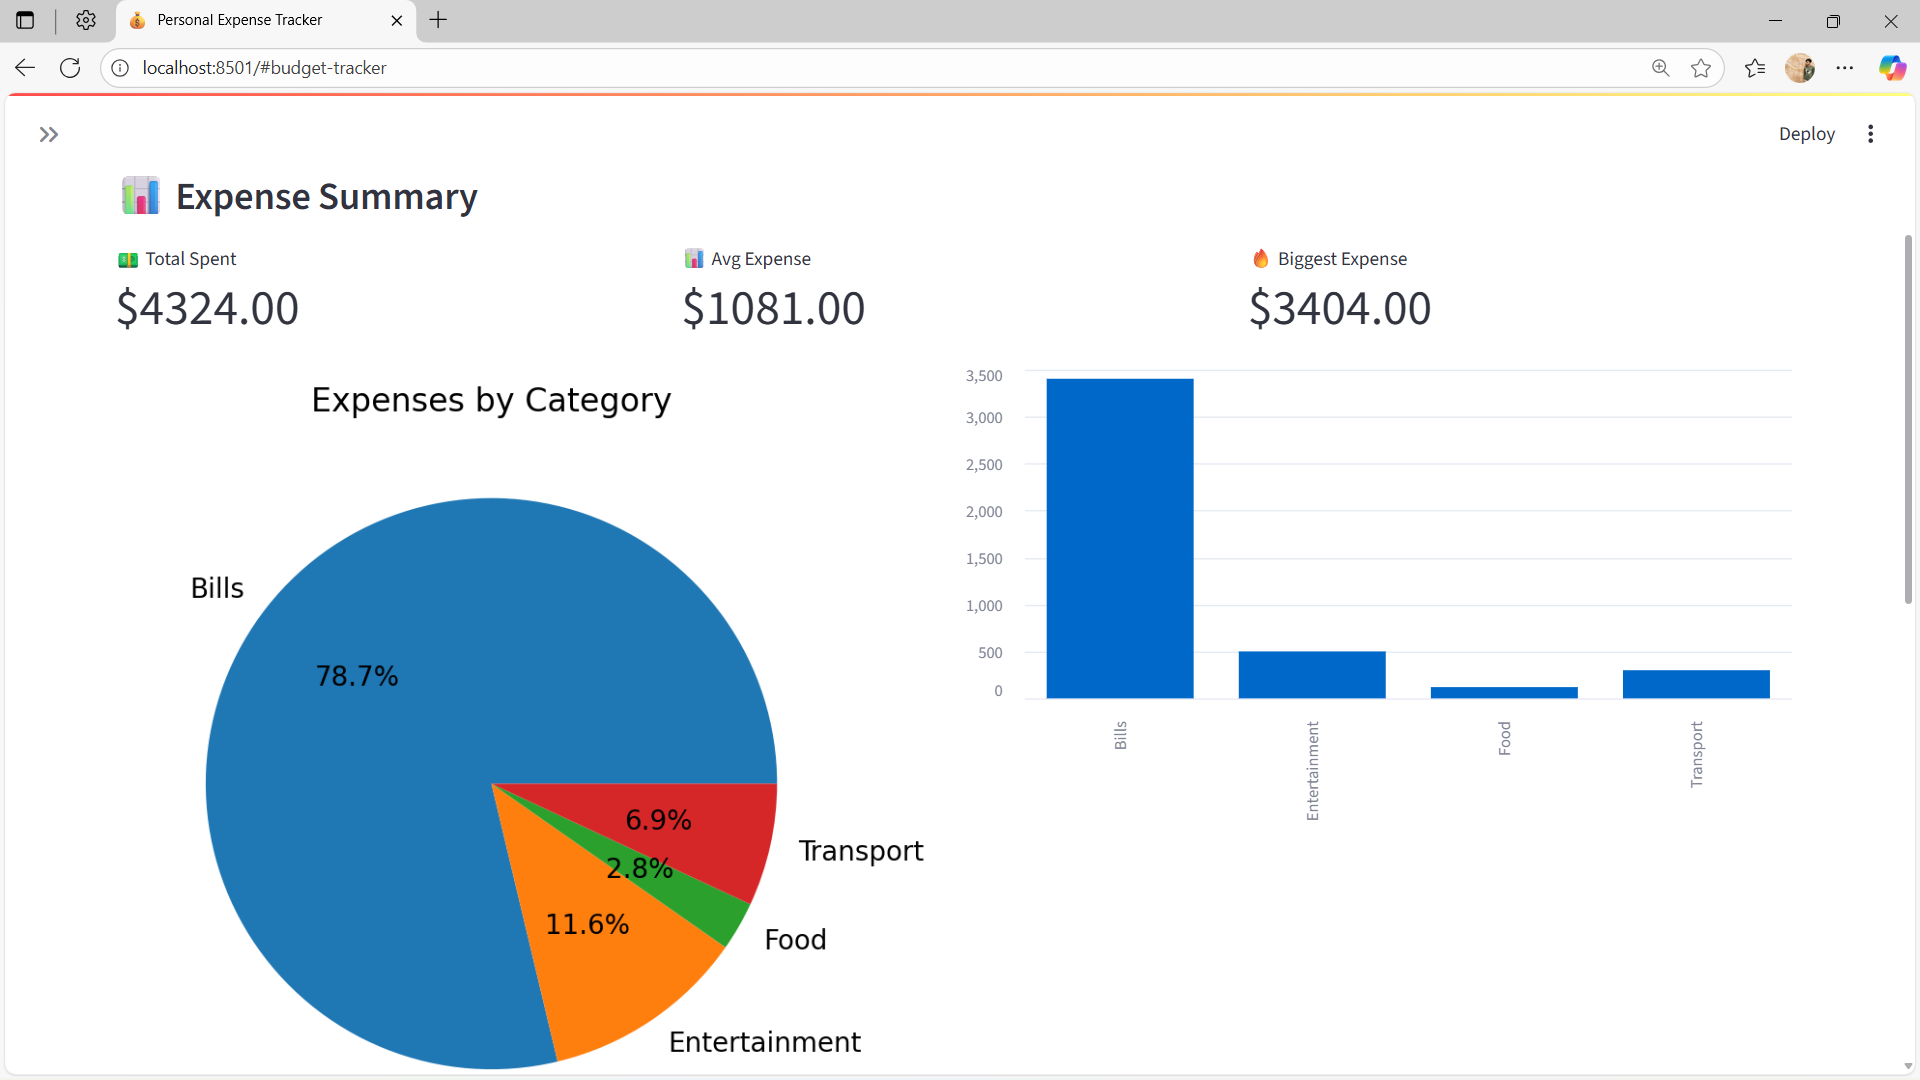 Personal Expense Tracker
localhost:8501/#budget-tracker
Deploy
Expense Summary
Total Spent
$4324.00
Avg Expense
$1081.00
Biggest Expense
$3404.00
Expenses by Category
Bills
78.7%
6.9%
Transport
2.8%
11.6%
Food
Entertainment
3,500
3,000
2,500
2,000
1,500
1,000
500
0
Bills
Entertainment
Food
Transport